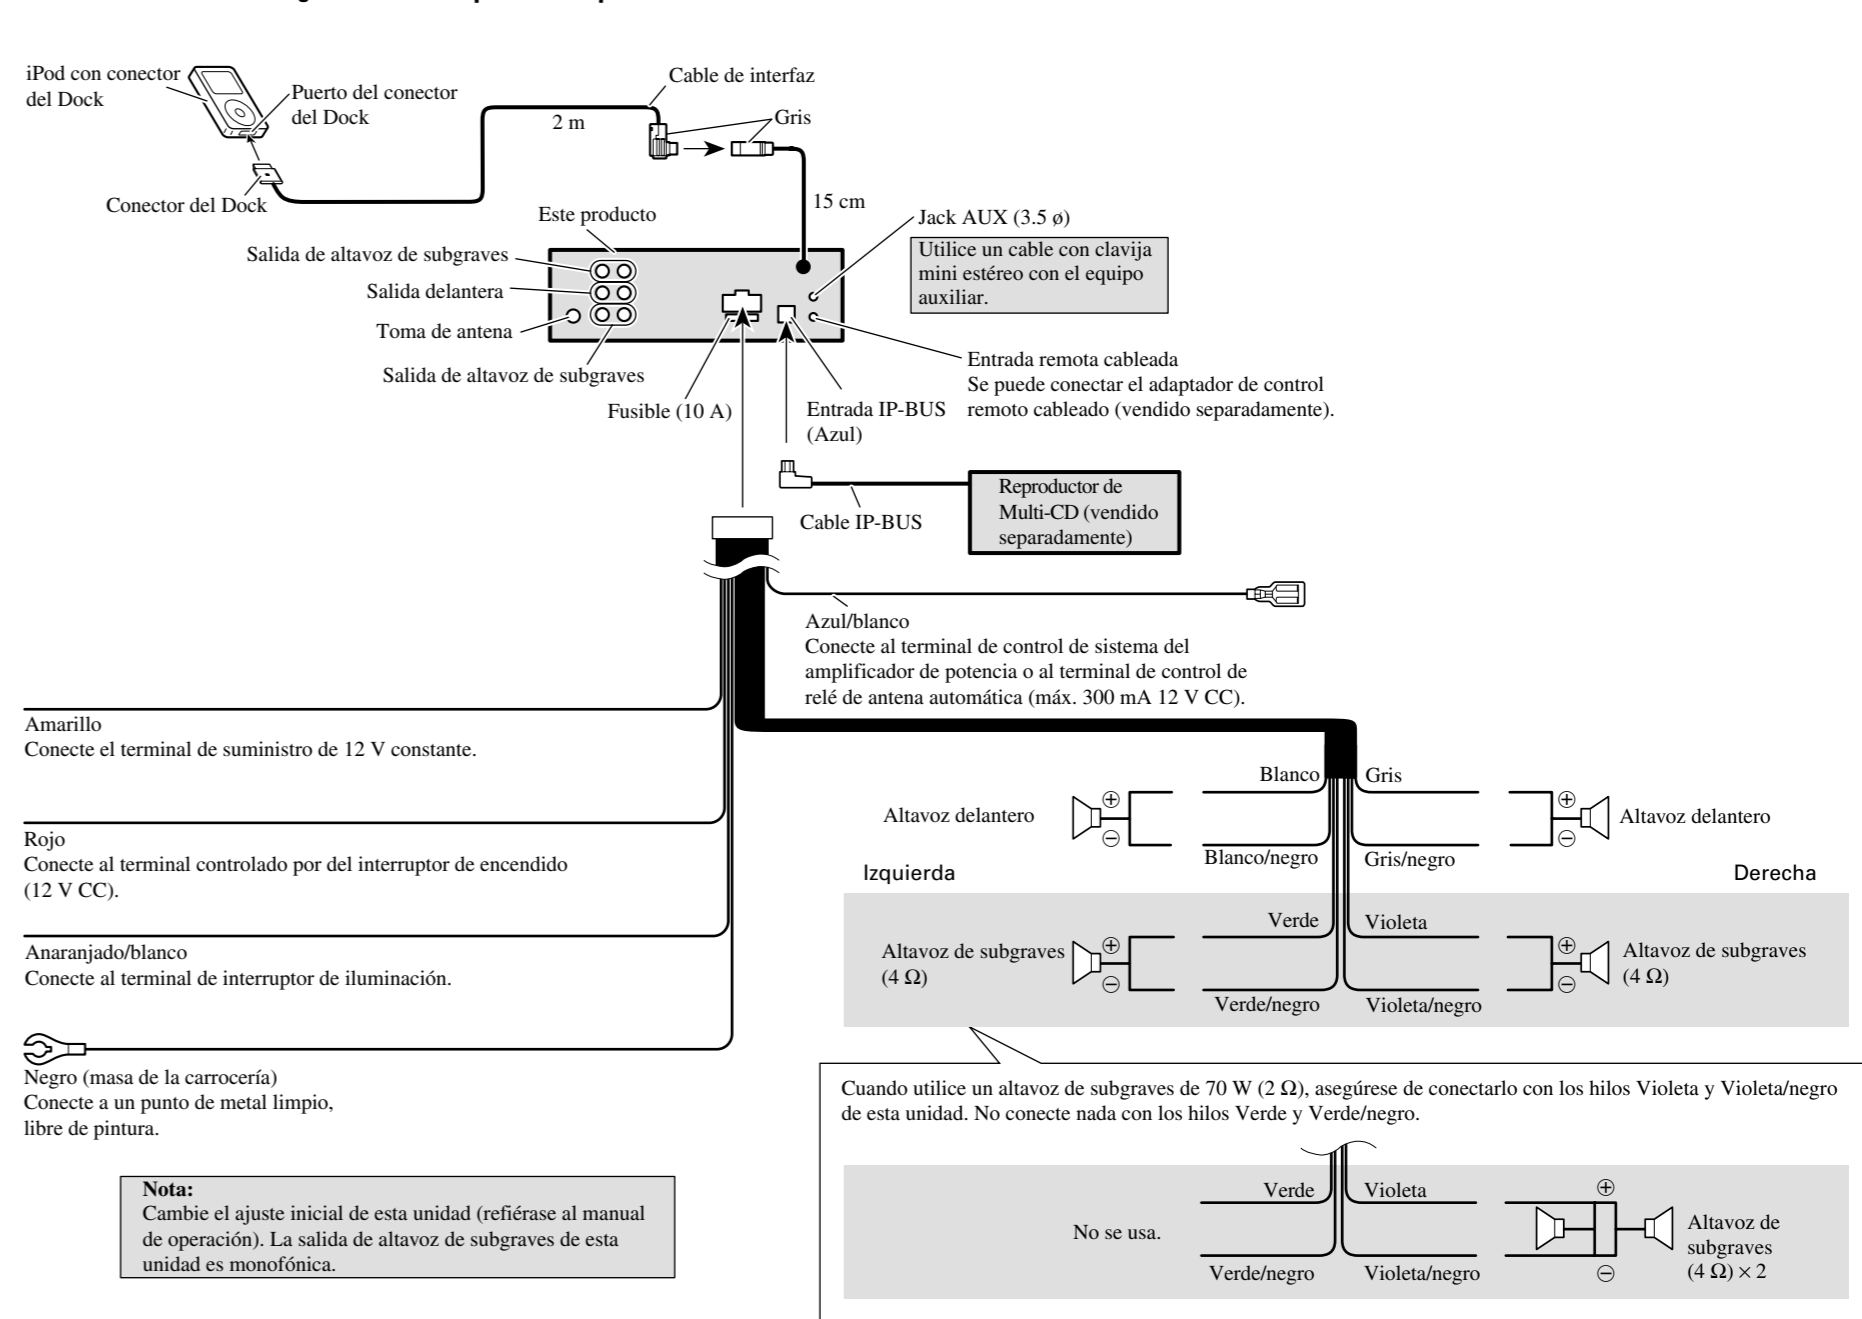 iPod con conector
del Dock
Puerto del conector
del Dock
Conector del Dock
2 m
Cable de interfaz
Gris
15 cm
Este producto
Salida de altavoz de subgraves
Salida delantera
Toma de antena
Salida de altavoz de subgraves
Fusible (10 A)
Jack AUX (3.5 ø)
Utilice un cable con clavija
mini estéreo con el equipo
auxiliar.
Entrada remota cableada
Se puede conectar el adaptador de control
remoto cableado (vendido separadamente).
Entrada IP-BUS
(Azul)
Cable IP-BUS
Reproductor de
Multi-CD (vendido
separadamente)
Azul/blanco
Conecte al terminal de control de sistema del
amplificador de potencia o al terminal de control de
relé de antena automática (máx. 300 mA 12 V CC).
Amarillo
Conecte el terminal de suministro de 12 V constante.
Rojo
Conecte al terminal controlado por del interruptor de encendido
(12 V CC).
Anaranjado/blanco
Conecte al terminal de interruptor de iluminación.
Negro (masa de la carrocería)
Conecte a un punto de metal limpio,
libre de pintura.
Nota:
Cambie el ajuste inicial de esta unidad (refiérase al manual
de operación). La salida de altavoz de subgraves de esta
unidad es monofónica.
Blanco
Gris
Altavoz delantero
⊕
⊖
⊕
⊖
Altavoz delantero
Blanco/negro
Gris/negro
Izquierda
Derecha
Verde
Violeta
Altavoz de subgraves
(4 Ω)
⊕
⊖
⊕
⊖
Altavoz de subgraves
(4 Ω)
Verde/negro
Violeta/negro
Cuando utilice un altavoz de subgraves de 70 W (2 Ω), asegúrese de conectarlo con los hilos Violeta y Violeta/negro
de esta unidad. No conecte nada con los hilos Verde y Verde/negro.
Verde
Violeta
⊕
No se usa.
Altavoz de
subgraves
(4 Ω) × 2
Verde/negro
Violeta/negro
⊖